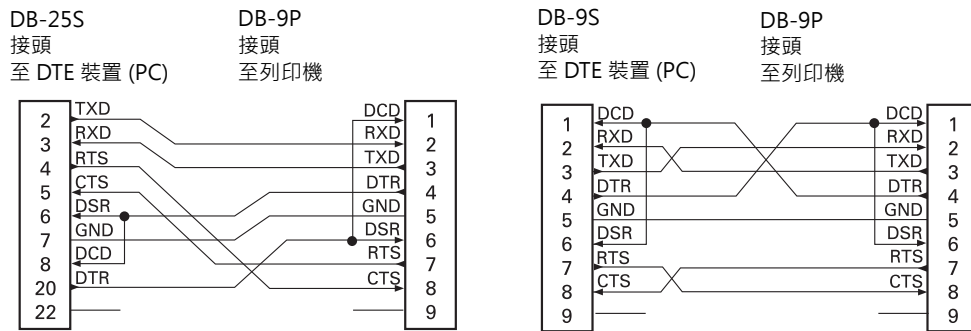 DB-25S DB-9P
接頭 接頭
至 DTE 裝置 (PC) 至列印機
2 TXD DCD 1
3 RXD RXD 2
4 RTS TXD 3
5 CTS DTR 4
6 DSR GND 5
7 GND DSR 6
8 DCD RTS 7
20 DTR CTS 8
22 9
DB-9S DB-9P
接頭 接頭
至 DTE 裝置 (PC) 至列印機
1 DCD DCD 1
2 RXD RXD 2
3 TXD TXD 3
4 DTR DTR 4
5 GND GND 5
6 DSR DSR 6
7 RTS RTS 7
8 CTS CTS 8
9 9